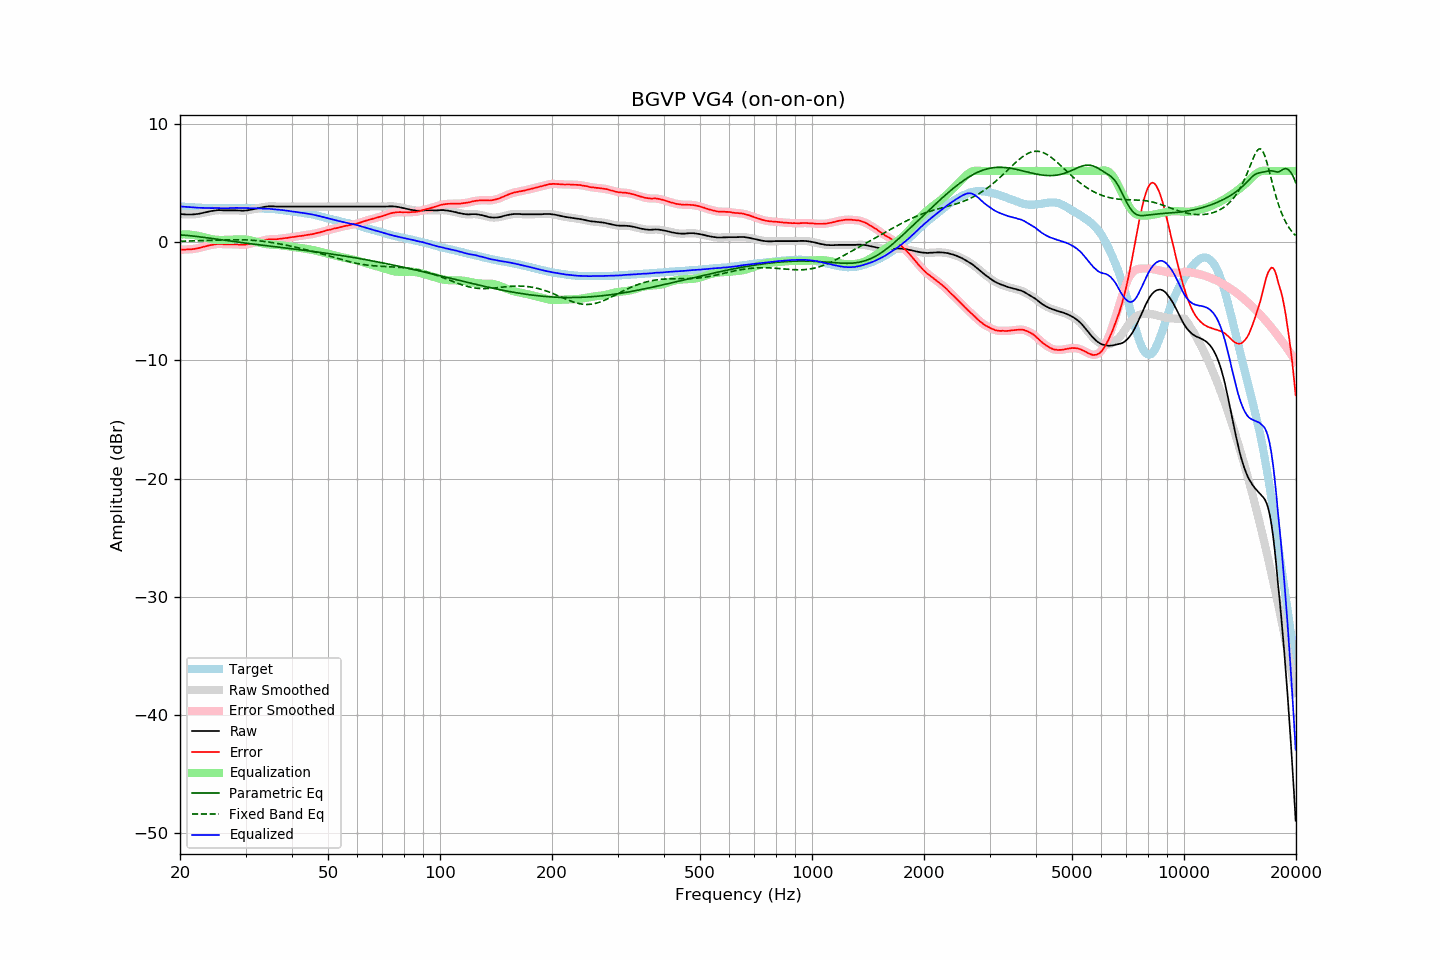 BGVP VG4 (on-on-on)
10
0
−10
−20
−30
−40
−50
Amplitude (dBr)
Target
Raw Smoothed
Error Smoothed
Raw
Error
Equalization
Parametric Eq
Fixed Band Eq
Equalized
20
50
100
200
500
1000
2000
5000
10000
20000
Frequency (Hz)